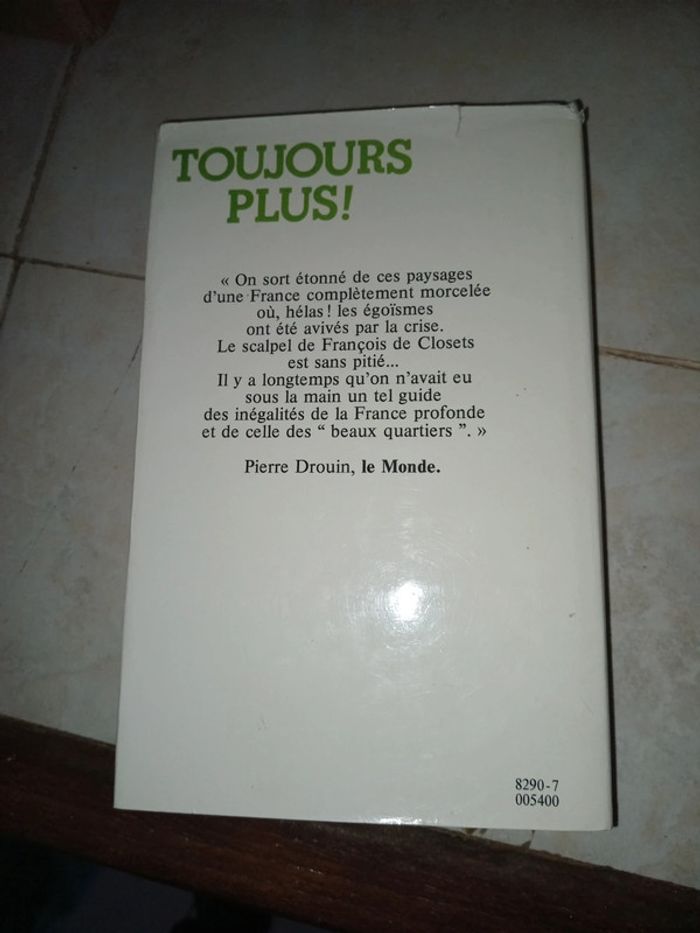 TOUJOURS
PLUS!
« On sort étonné de ces paysages
d'une France complètement morcelée
où, hélas! les égoïsmes
ont été avivés par la crise.
Le scalpel de François de Closets
est sans pitié...
Il y a longtemps qu'on n'avait eu
sous la main un tel guide
des inégalités de la France profonde
et de celle des “ beaux quartiers ”. »
Pierre Drouin, le Monde.
8290-7
005400